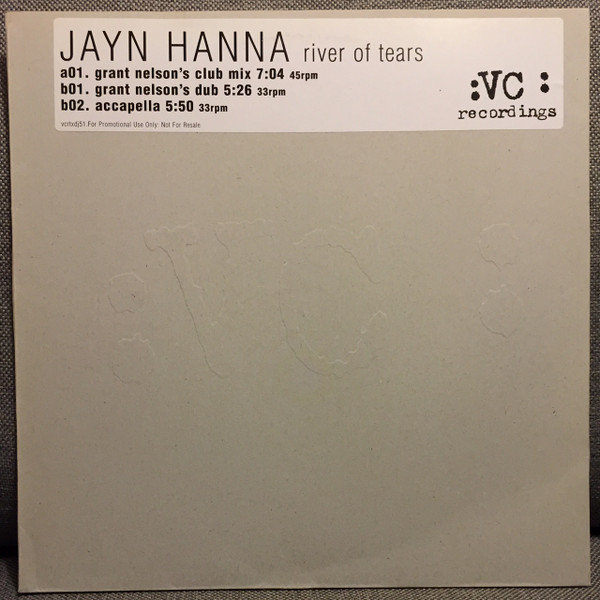 JAYN HANNA river of tears
a01. grant nelson's club mix 7:04 45rpm
b01. grant nelson's dub 5:26 33rpm
b02. accapella 5:50 33rpm
vcrtxdj51.For Promotional Use Only. Not For Resale.
:VC :
recordings
:VC :